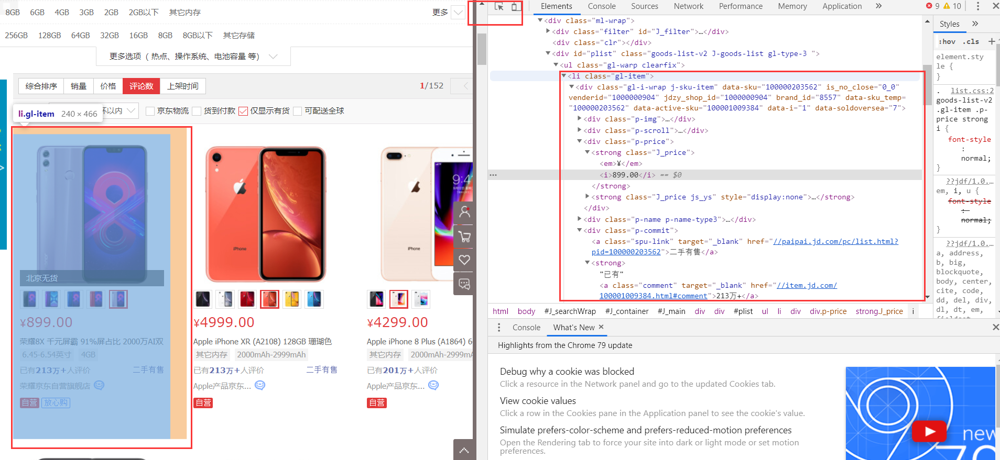 8GB 6GB 4GB 3GB 2GB 2GB以下 其它内存 更多
256GB 128GB 64GB 32GB 16GB 8GB 8GB以下 其它存储
更多选项（ 热点、操作系统、电池容量 等）
综合排序 销量 价格 评论数 上架时间 1/152
li.gl-item 240 × 466 以内 京东物流 货到付款 仅显示有货 可配送全球
北京无货
¥899.00 ¥4999.00 ¥4299.00
荣耀8X 千元屏霸 91%屏占比 2000万AI双 Apple iPhone XR (A2108) 128GB 珊瑚色 Apple iPhone 8 Plus (A1864) 6
6.45-6.54英寸 4GB 其它内存 2000mAh-2999mAh 其它内存 2000mAh-2999m
已有213万+人评价 二手有售 已有213万+人评价 二手有售 已有201万+人评价
荣耀京东自营旗舰店 Apple产品京东... Apple产品京东...
自营 放心购 自营 自营
iPhone
iPhone
9:4
Elements Console Sources Network Performance Memory Application » 9 10
<div class="ml-wrap">
<div class="filter" id="J_filter">…</div>
<div class="clr"></div>
<div id="plist" class="goods-list-v2 J-goods-list gl-type-3 ">
<ul class="gl-warp clearfix">
<li class="gl-item">
<div class="gl-i-wrap j-sku-item" data-sku="100000203562" is_no_close="0_0"
venderid="1000000904" jdzy_shop_id="1000000904" brand_id="8557" data-sku_temp=
"100000203562" data-active-sku="100001009384" data-i="1" data-soldoversea="7">
<div class="p-img">…</div>
<div class="p-scroll">…</div>
<div class="p-price">
<strong class="J_price">
<em>¥</em>
<i>899.00</i> == $0
</strong>
<strong class="J_price js_ys" style="display:none">…</strong>
</div>
<div class="p-name p-name-type3">…</div>
<div class="p-commit">
<a class="spu-link" target="_blank" href="//paipai.jd.com/pc/list.html?
pid=100000203562">二手有售</a>
<strong>
"已有"
<a class="comment" target="_blank" href="//item.jd.com/
100001009384.html#comment">213万+</a>
html body #J_searchWrap #J_container #J_main div div #plist ul li div div.p-price strong.J_price i
Styles »
:hov .cls +
element.sty
le {
}
. list.css:2
goods-list-v2
.gl-item .p-
price strong
i {
font-style
:
normal;
}
??jdf/1.0.…
em, i, u {
font-style
:
normal;
}
??jdf/1.0.…
a, address,
b, big,
blockquote,
body, center,
cite, code,
dd, del, div,
dl, dt, em,
fieldset
Console What's New ×
Highlights from the Chrome 79 update
Debug why a cookie was blocked
Click a resource in the Network panel and go to the updated Cookies tab.
View cookie values
Click a row in the Cookies pane in the Application panel to see the cookie's value.
Simulate prefers-color-scheme and prefers-reduced-motion preferences
Open the Rendering tab to force your site into dark or light mode or set motion
preferences.
new
79